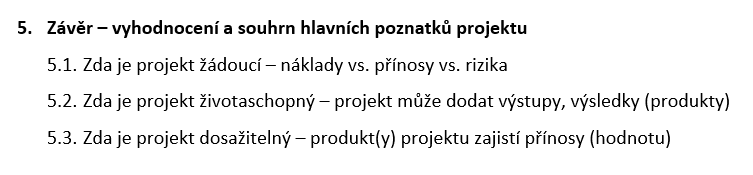 5. Závěr – vyhodnocení a souhrn hlavních poznatků projektu
5.1. Zda je projekt žádoucí – náklady vs. přínosy vs. rizika
5.2. Zda je projekt životaschopný – projekt může dodat výstupy, výsledky (produkty)
5.3. Zda je projekt dosažitelný – produkt(y) projektu zajistí přínosy (hodnotu)